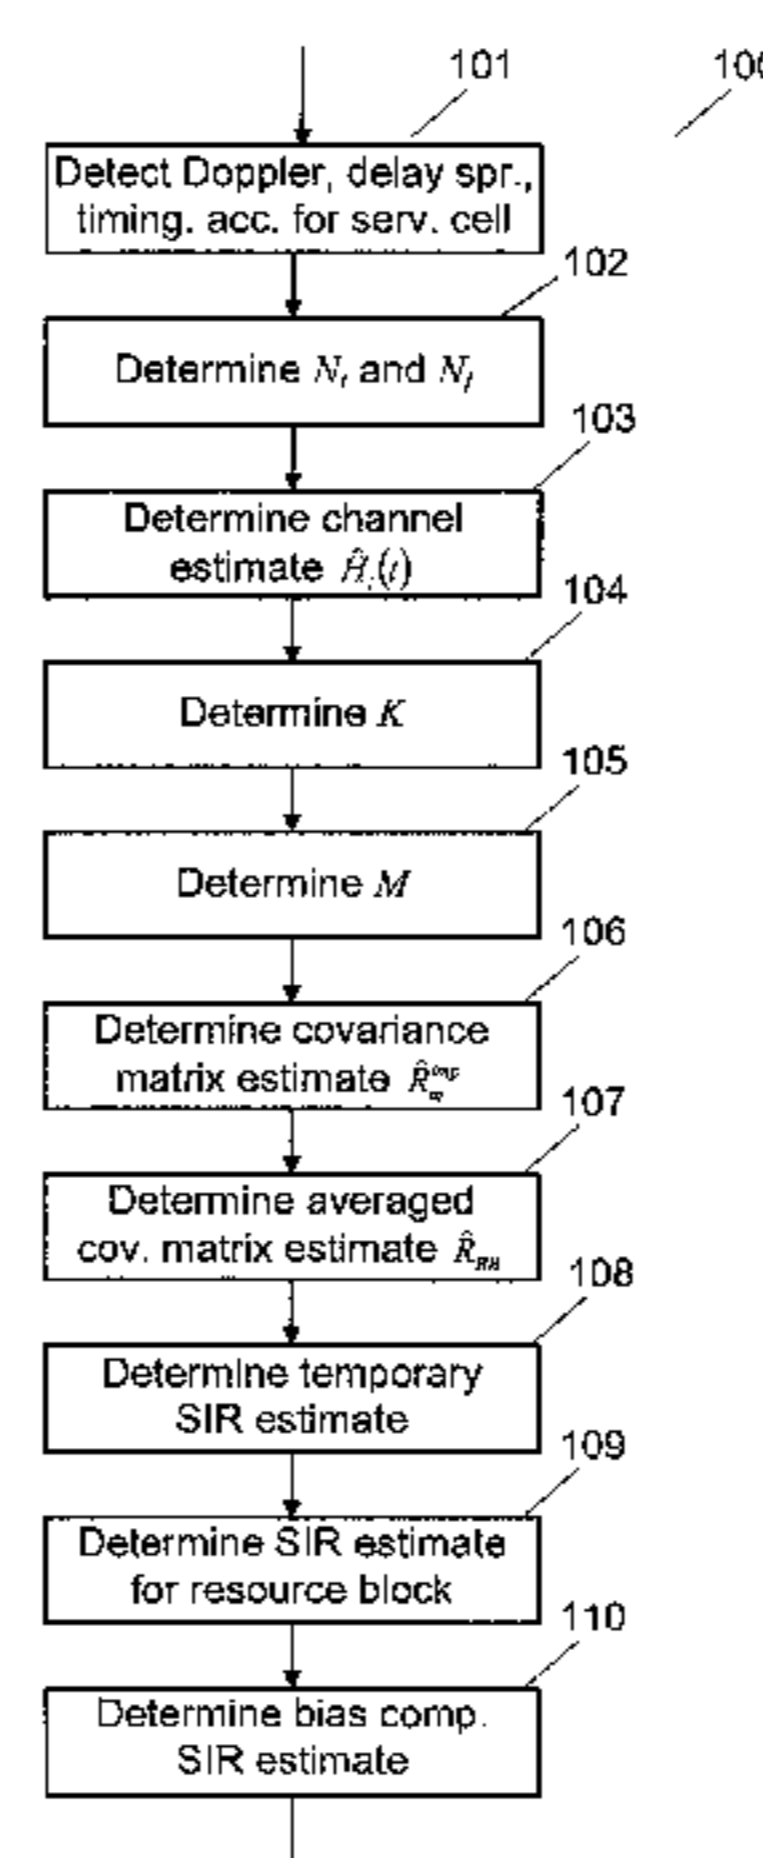 101
100
Detect Doppler, delay spr.,
timing. acc. for serv. cell
102
Determine Nₜ and N_f
103
Determine channel
estimate Ĥᵢ(t)
104
Determine K
105
Determine M
106
Determine covariance
matrix estimate R̂
107
Determine averaged
cov. matrix estimate R̂
108
Determine temporary
SIR estimate
109
Determine SIR estimate
for resource block
110
Determine bias comp.
SIR estimate